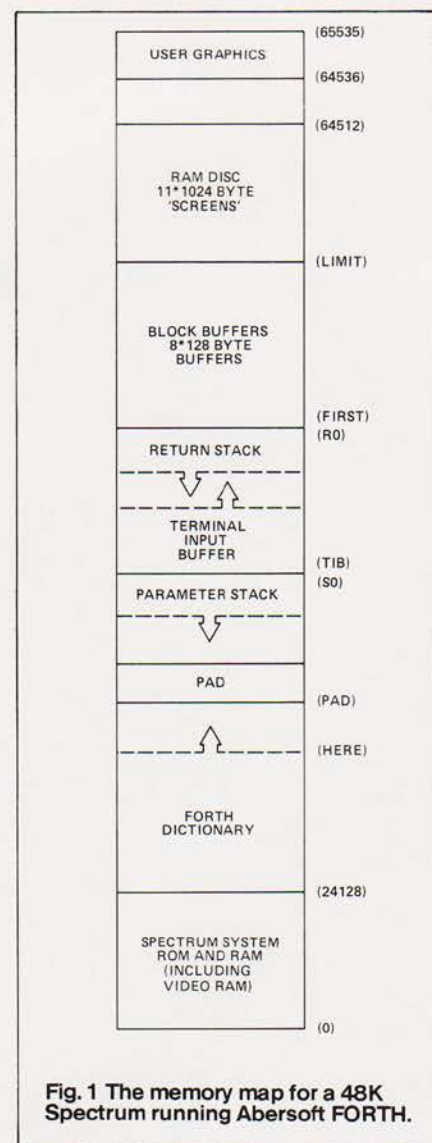 (65535)
USER GRAPHICS
(64536)
(64512)
RAM DISC
11*1024 BYTE
'SCREENS'
(LIMIT)
BLOCK BUFFERS
8*128 BYTE
BUFFERS
(FIRST)
(R0)
RETURN STACK
TERMINAL
INPUT
BUFFER
(TIB)
(S0)
PARAMETER STACK
PAD
(PAD)
(HERE)
FORTH
DICTIONARY
(24128)
SPECTRUM SYSTEM
ROM AND RAM
(INCLUDING
VIDEO RAM)
(0)
Fig. 1 The memory map for a 48K
Spectrum running Abersoft FORTH.